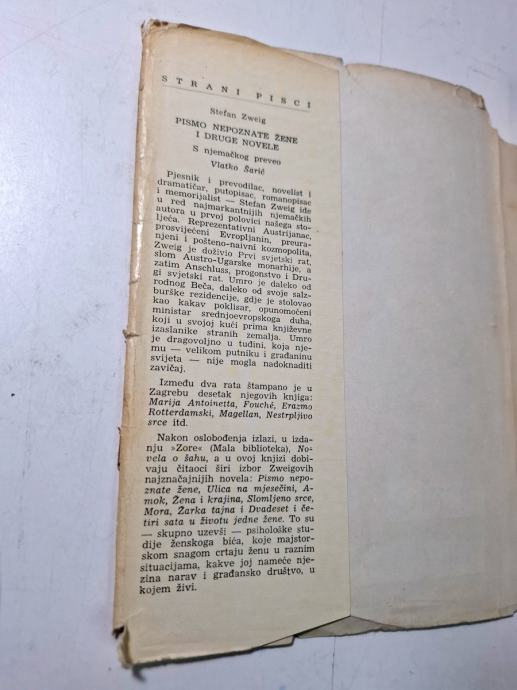 STRANI PISCI
Stefan Zweig
PISMO NEPOZNATE ŽENE
I DRUGE NOVELE
S njemačkog preveo
Vlatko Šarić
Pjesnik i prevodilac, novelist i
dramatičar, putopisac, romanopisac
i memorijalist — Stefan Zweig ide
u red najmarkantnijih njemačkih
autora u prvoj polovici našega sto-
ljeća. Reprezentativni Austrijanac,
prosvijećeni Evropljanin, preura-
njeni i pošteno-naivni kozmopolita,
Zweig je doživio Prvi svjetski rat,
slom Austro-Ugarske monarhije, a
zatim Anschluss, progonstvo i Dru-
gi svjetski rat. Umro je daleko od
rodnog Beča, daleko od svoje salz-
burške rezidencije, gdje je stolovao
kao kakav poklisar, opunomoćeni
ministar srednjoevropskoga duha,
koji u svojoj kući prima književne
izaslanike stranih zemalja. Umro
je dragovoljno u tuđini, koja nje-
mu — velikom putniku i građaninu
svijeta — nije mogla nadoknaditi
zavičaj.
Između dva rata štampano je u
Zagrebu desetak njegovih knjiga:
Marija Antoinetta, Fouché, Erazmo
Rotterdamski, Magellan, Nestrpljivo
srce itd.
Nakon oslobođenja izlazi, u izda-
nju »Zore« (Mala biblioteka), No-
vela o šahu, a u ovoj knjizi dobi-
vaju čitaoci širi izbor Zweigovih
najznačajnijih novela: Pismo nepo-
znate žene, Ulica na mjesečini, A-
mok, Žena i krajina, Slomljeno srce,
Mora, Žarka tajna i Dvadeset i če-
tiri sata u životu jedne žene. To su
— skupno uzevši — psihološke stu-
dije ženskoga bića, koje majstor-
skom snagom crtaju ženu u raznim
situacijama, kakve joj nameće nje-
zina narav i građansko društvo, u
kojem živi.